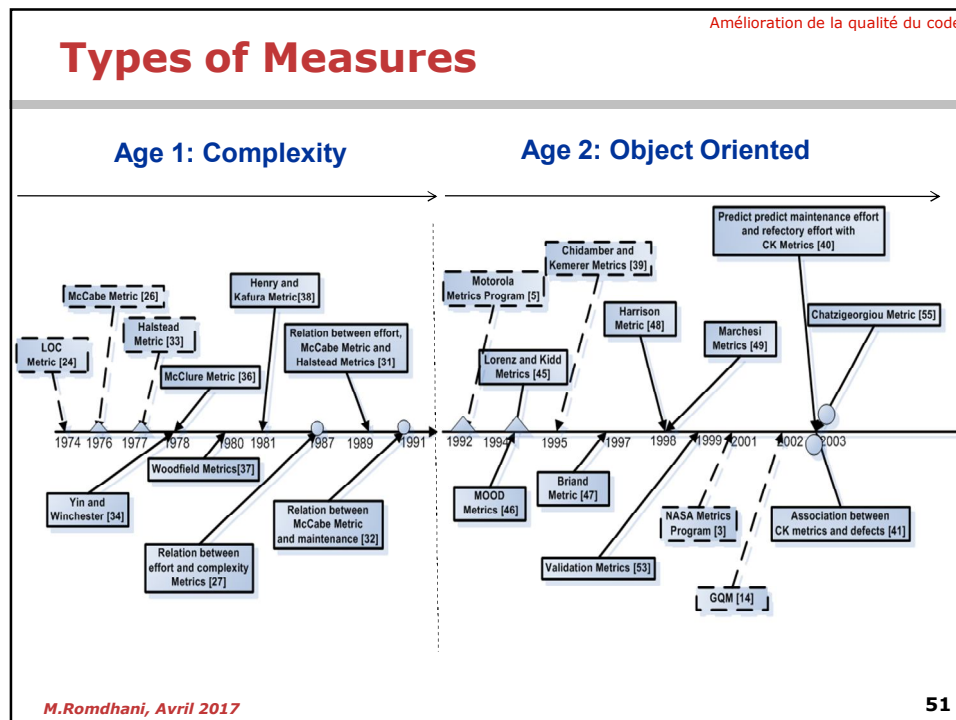 Amélioration de la qualité du code
Types of Measures
Age 1: Complexity
Age 2: Object Oriented
LOC
Metric [24]
McCabe Metric [26]
Halstead
Metric [33]
McClure Metric [36]
Henry and
Kafura Metric[38]
Relation between effort,
McCabe Metric and
Halstead Metrics [31]
1974 1976 1977 1978 1980 1981 1987 1989 1991
Yin and
Winchester [34]
Woodfield Metrics[37]
Relation between
effort and complexity
Metrics [27]
Relation between
McCabe Metric
and maintenance [32]
Motorola
Metrics Program [5]
Chidamber and
Kemerer Metrics [39]
Lorenz and Kidd
Metrics [45]
Harrison
Metric [48]
Marchesi
Metrics [49]
Predict predict maintenance effort
and refectory effort with
CK Metrics [40]
Chatzigeorgiou Metric [55]
1992 1994 1995 1997 1998 1999 2001 2002 2003
MOOD
Metrics [46]
Briand
Metric [47]
Validation Metrics [53]
NASA Metrics
Program [3]
GQM [14]
Association between
CK metrics and defects [41]
M.Romdhani, Avril 2017
51